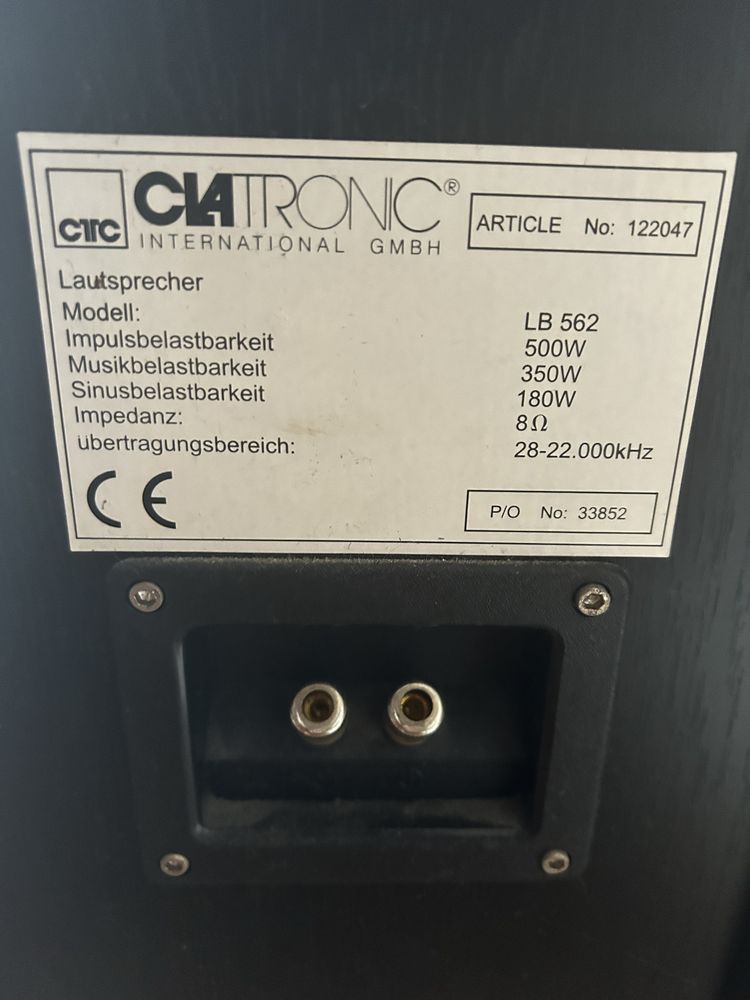 CTC
CLATRONIC®
INTERNATIONAL GMBH
ARTICLE No: 122047
Lautsprecher
Modell: LB 562
Impulsbelastbarkeit 500W
Musikbelastbarkeit 350W
Sinusbelastbarkeit 180W
Impedanz: 8Ω
übertragungsbereich: 28-22.000kHz
CE
P/O No: 33852